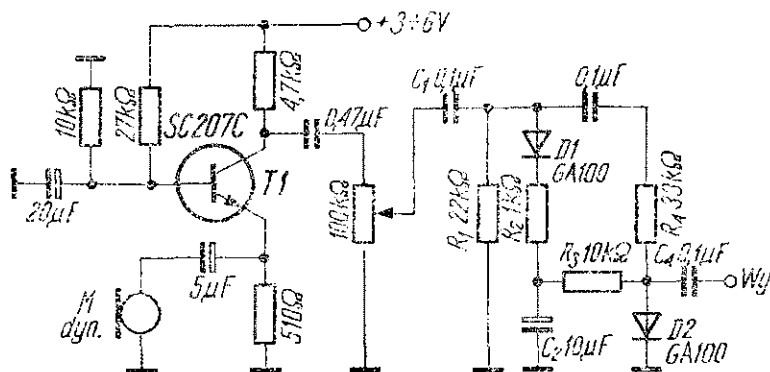 +3÷6V
10kΩ
27kΩ
SC207C
4,7kΩ
0,47µF
T1
20µF
5µF
M
dyn.
510Ω
100kΩ
C1 0,1µF
0,1µF
D1
GA100
R1 22kΩ
R2 1kΩ
R4 33kΩ
R3 10kΩ
C4 0,1µF
Wy
C2 10µF
D2
GA100